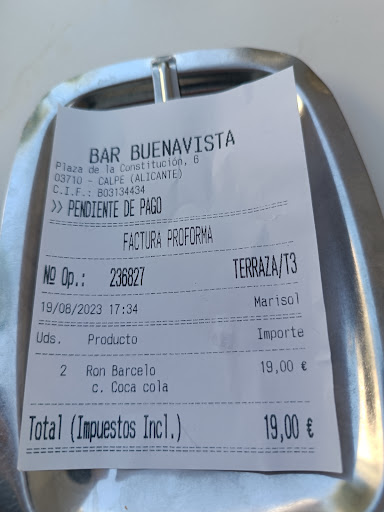 BAR BUENAVISTA
Plaza de la Constitución, 6
03710 - CALPE (ALICANTE)
C.I.F.: B03134434
>> PENDIENTE DE PAGO
FACTURA PROFORMA
Nº Op.: 236827 TERRAZA/T3
19/08/2023 17:34 Marisol
Uds. Producto Importe
2 Ron Barcelo 19,00 €
c. Coca cola
Total (Impuestos Incl.) 19,00 €